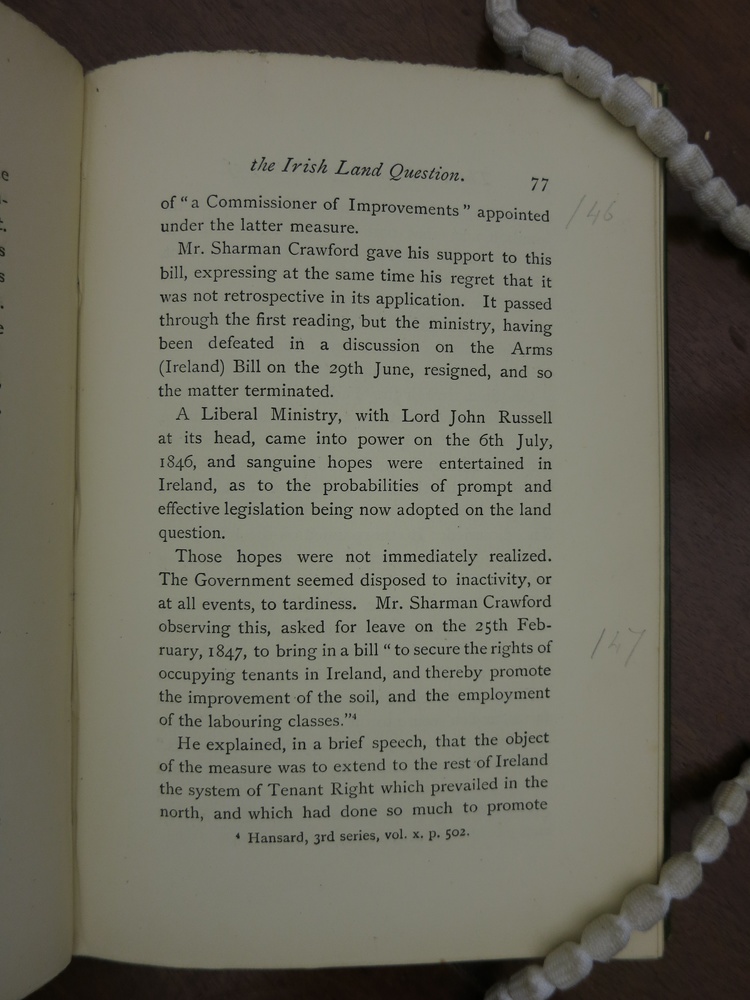 the Irish Land Question.
77
of "a Commissioner of Improvements" appointed
under the latter measure.
Mr. Sharman Crawford gave his support to this
bill, expressing at the same time his regret that it
was not retrospective in its application. It passed
through the first reading, but the ministry, having
been defeated in a discussion on the Arms
(Ireland) Bill on the 29th June, resigned, and so
the matter terminated.
A Liberal Ministry, with Lord John Russell
at its head, came into power on the 6th July,
1846, and sanguine hopes were entertained in
Ireland, as to the probabilities of prompt and
effective legislation being now adopted on the land
question.
Those hopes were not immediately realized.
The Government seemed disposed to inactivity, or
at all events, to tardiness. Mr. Sharman Crawford
observing this, asked for leave on the 25th Feb-
ruary, 1847, to bring in a bill "to secure the rights of
occupying tenants in Ireland, and thereby promote
the improvement of the soil, and the employment
of the labouring classes."⁴
He explained, in a brief speech, that the object
of the measure was to extend to the rest of Ireland
the system of Tenant Right which prevailed in the
north, and which had done so much to promote
⁴ Hansard, 3rd series, vol. x. p. 502.
/46
/47